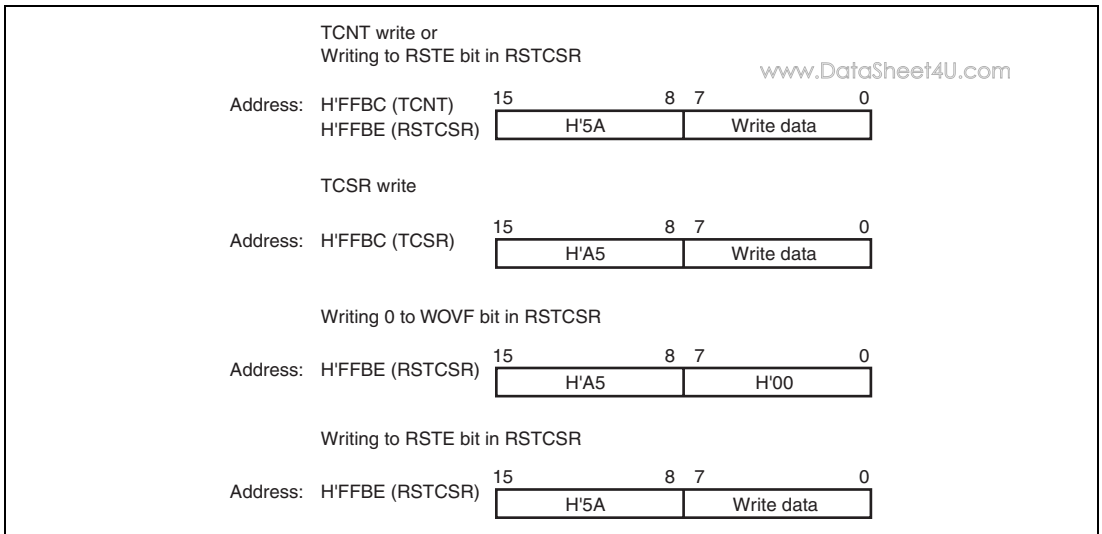 TCNT write or
Writing to RSTE bit in RSTCSR
www.DataSheet4U.com
15 8 7 0
Address: H'FFBC (TCNT)
H'FFBE (RSTCSR)
H'5A Write data
TCSR write
15 8 7 0
Address: H'FFBC (TCSR)
H'A5 Write data
Writing 0 to WOVF bit in RSTCSR
15 8 7 0
Address: H'FFBE (RSTCSR)
H'A5 H'00
Writing to RSTE bit in RSTCSR
15 8 7 0
Address: H'FFBE (RSTCSR)
H'5A Write data